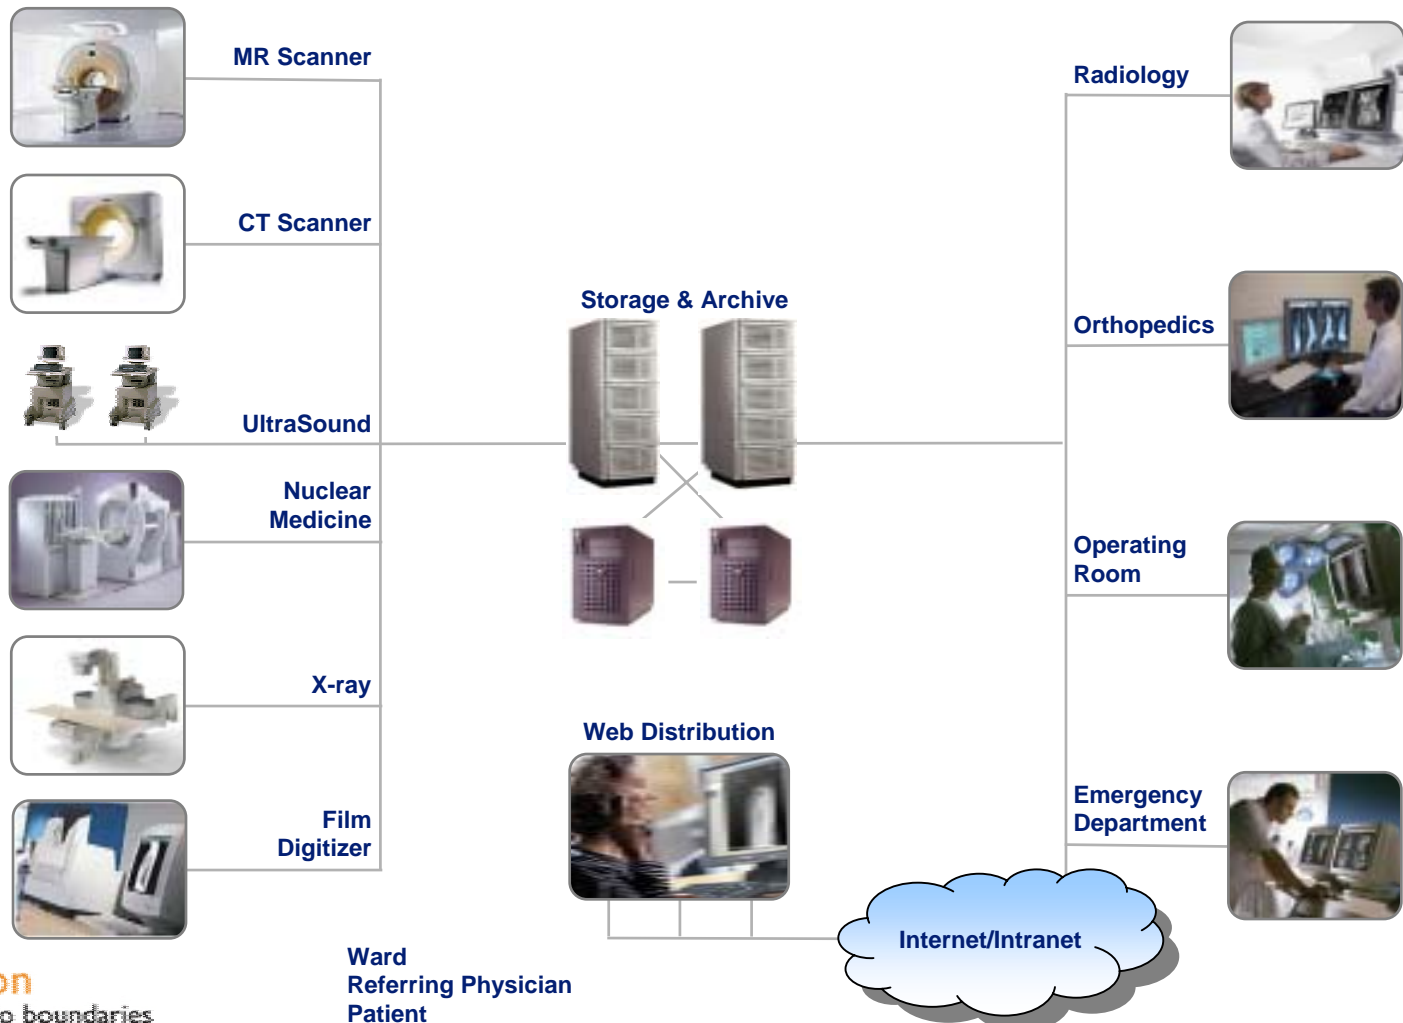 MR Scanner
CT Scanner
UltraSound
Nuclear
Medicine
X-ray
Film
Digitizer
Storage & Archive
Web Distribution
Radiology
Orthopedics
Operating
Room
Emergency
Department
Internet/Intranet
Ward
Referring Physician
Patient
on
o boundaries